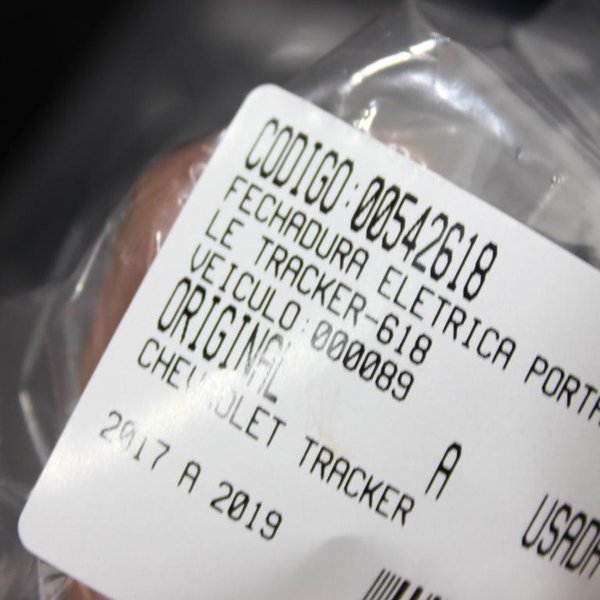 CODIGO:00542618
FECHADURA ELETRICA PORTA
LE TRACKER-618
VEICULO:000089
ORIGINAL
CHEVROLET TRACKER
A
2017 A 2019
USADA